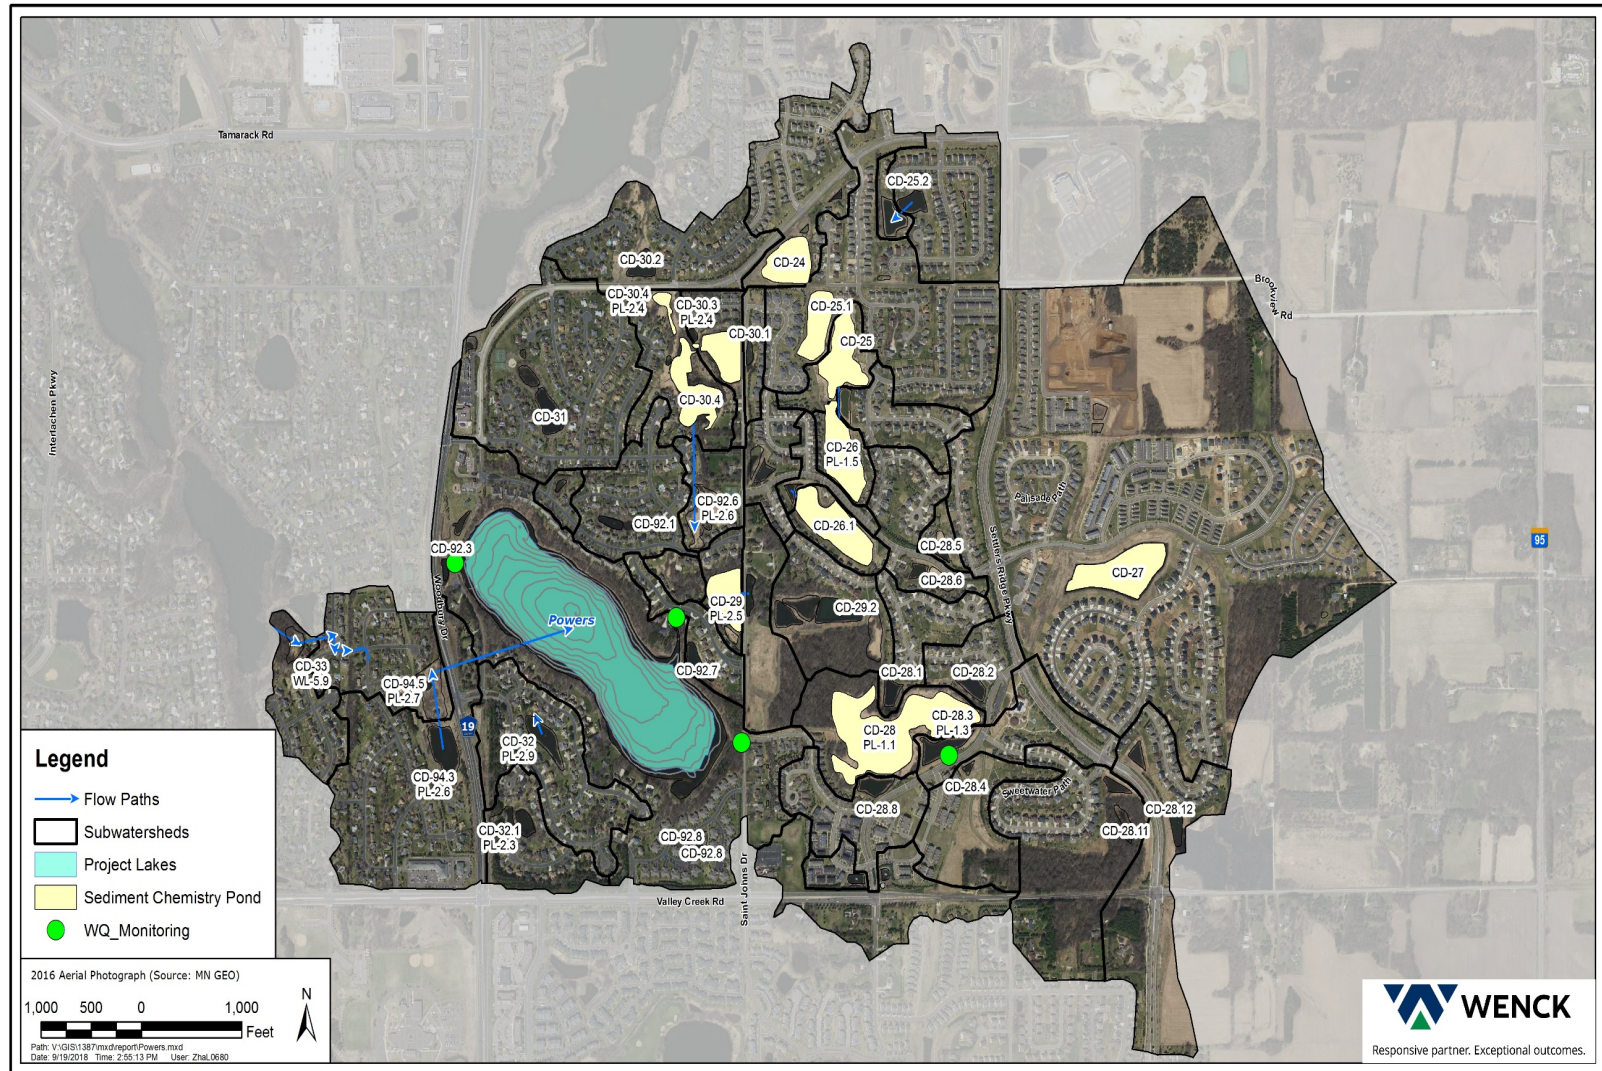 Tamarack Rd
CD-25.2
CD-30.2
CD-24
Brookview
Rd
CD-30.4
PL-2.4
CD-30.3
PL-2.4
CD-25.1
CD-30.1
CD-25
Interlachen Pkwy
CD-30.4
CD-31
CD-26
PL-1.5
Palisade Path
CD-92.6
PL-2.6
CD-92.1
CD-26.1
Settlers Ridge Pkwy
95
CD-92.3
CD-28.5
CD-28.6
CD-27
Woodbury Dr
CD-29
PL-2.5
CD-29.2
Powers
CD-33
WL-5.9
CD-94.5
PL-2.7
CD-92.7
CD-28.1
CD-28.2
19
CD-28
PL-1.1
CD-28.3
PL-1.3
CD-32
PL-2.9
CD-94.3
PL-2.6
CD-28.4
Sweetwater Path
CD-28.8
CD-28.12
CD-28.11
CD-32.1
PL-2.3
CD-92.8
CD-92.8
Saint Johns Dr
Valley Creek Rd
Legend
Flow Paths
Subwatersheds
Project Lakes
Sediment Chemistry Pond
WQ_Monitoring
2016 Aerial Photograph (Source: MN GEO)
1,000 500 0 1,000
Feet
N
Path: V:\GIS\1387\mxd\report\Powers.mxd
Date: 9/19/2018 Time: 2:55:13 PM User: ZhaL0680
WENCK
Responsive partner. Exceptional outcomes.